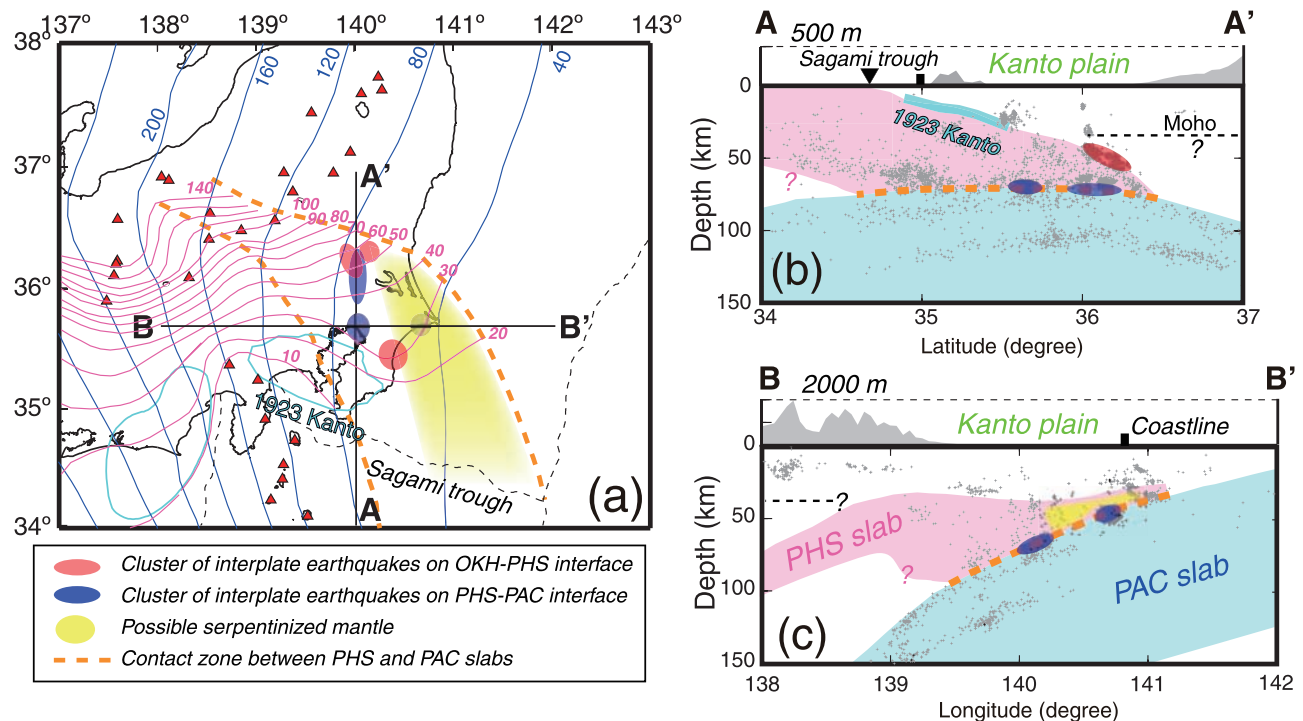 137° 138° 139° 140° 141° 142° 143°
38°
37°
36°
35°
34°
200
160
120
80
40
A'
140
100
90
80
70
60
50
40
30
20
10
B
B'
1923 Kanto
Sagami trough
A
(a)
Cluster of interplate earthquakes on OKH-PHS interface
Cluster of interplate earthquakes on PHS-PAC interface
Possible serpentinized mantle
Contact zone between PHS and PAC slabs
A
A'
500 m
Sagami trough
Kanto plain
0
50
100
150
Depth (km)
1923 Kanto
Moho
?
?
(b)
34 35 36 37
Latitude (degree)
B
B'
2000 m
Kanto plain
Coastline
0
50
100
150
Depth (km)
?
PHS slab
?
PAC slab
(c)
138 139 140 141 142
Longitude (degree)